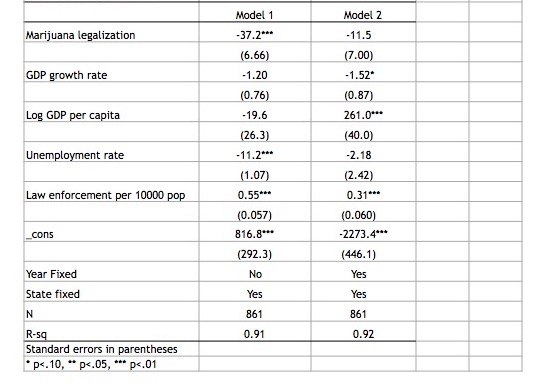 Model 1 Model 2
Marijuana legalization -37.2*** -11.5
(6.66) (7.00)
GDP growth rate -1.20 -1.52*
(0.76) (0.87)
Log GDP per capita -19.6 261.0***
(26.3) (40.0)
Unemployment rate -11.2*** -2.18
(1.07) (2.42)
Law enforcement per 10000 pop 0.55*** 0.31***
(0.057) (0.060)
_cons 816.8*** -2273.4***
(292.3) (446.1)
Year Fixed No Yes
State fixed Yes Yes
N 861 861
R-sq 0.91 0.92
Standard errors in parentheses
* p<.10, ** p<.05, *** p<.01